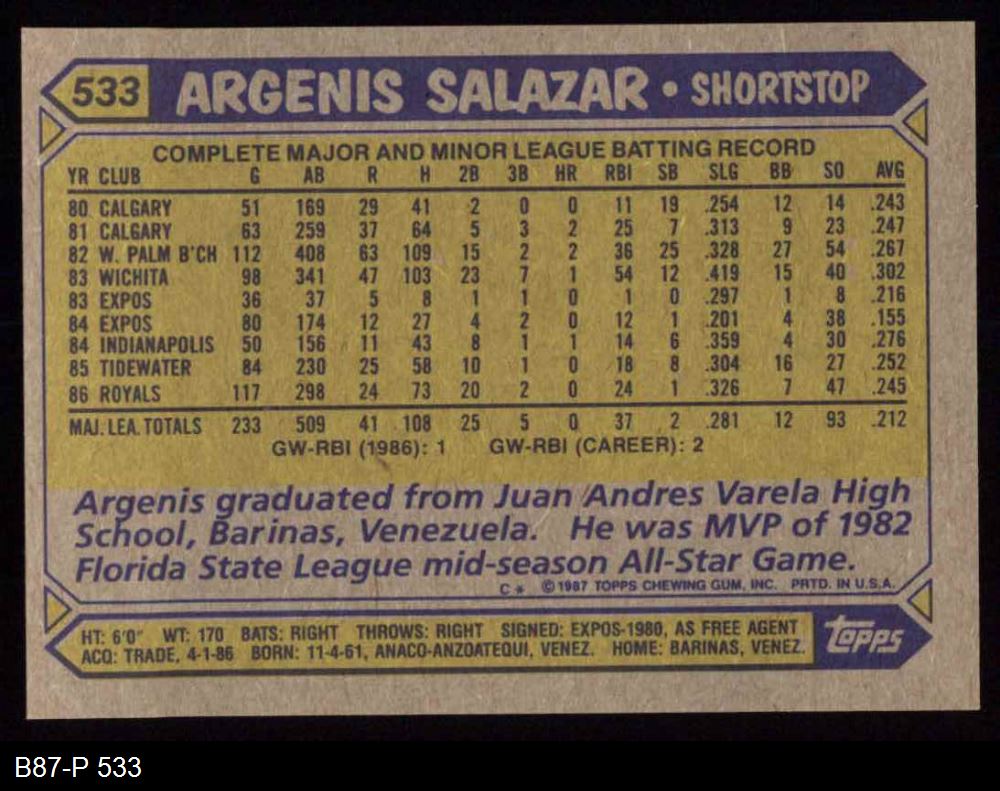 533 ARGENIS SALAZAR • SHORTSTOP
COMPLETE MAJOR AND MINOR LEAGUE BATTING RECORD
YR CLUB G AB R H 2B 3B HR RBI SB SLG BB SO AVG
80 CALGARY 51 169 29 41 2 0 0 11 19 .254 12 14 .243
81 CALGARY 63 259 37 64 5 3 2 25 7 .313 9 23 .247
82 W. PALM B'CH 112 408 63 109 15 2 2 36 25 .328 27 54 .267
83 WICHITA 98 341 47 103 23 7 1 54 12 .419 15 40 .302
83 EXPOS 36 37 5 8 1 1 0 1 0 .297 1 8 .216
84 EXPOS 80 174 12 27 4 2 0 12 1 .201 4 38 .155
84 INDIANAPOLIS 50 156 11 43 8 1 1 14 6 .359 4 30 .276
85 TIDEWATER 84 230 25 58 10 1 0 18 8 .304 16 27 .252
86 ROYALS 117 298 24 73 20 2 0 24 1 .326 7 47 .245
MAJ. LEA. TOTALS 233 509 41 108 25 5 0 37 2 .281 12 93 .212
GW-RBI (1986): 1 GW-RBI (CAREER): 2
Argenis graduated from Juan Andres Varela High
School, Barinas, Venezuela. He was MVP of 1982
Florida State League mid-season All-Star Game.
C* ©1987 TOPPS CHEWING GUM, INC. PRTD. IN U.S.A.
HT: 6'0" WT: 170 BATS: RIGHT THROWS: RIGHT SIGNED: EXPOS-1980, AS FREE AGENT
ACQ: TRADE, 4-1-86 BORN: 11-4-61, ANACO-ANZOATEQUI, VENEZ. HOME: BARINAS, VENEZ.
topps
B87-P 533